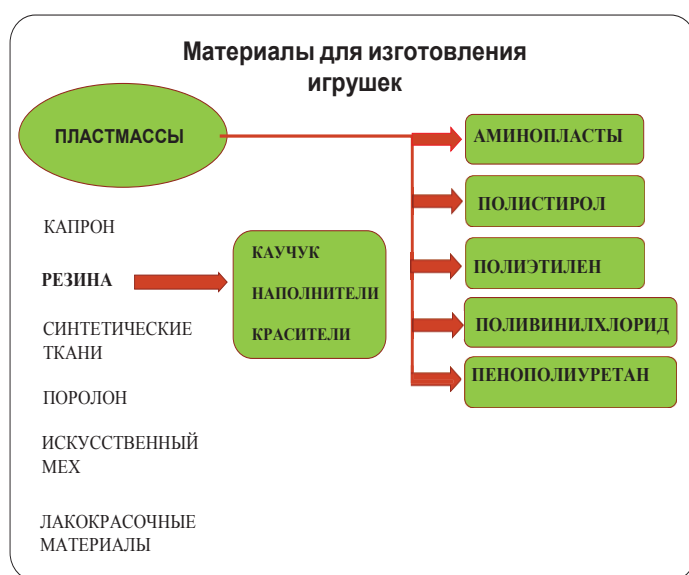 Материалы для изготовления
игрушек
ПЛАСТМАССЫ
АМИНОПЛАСТЫ
ПОЛИСТИРОЛ
ПОЛИЭТИЛЕН
ПОЛИВИНИЛХЛОРИД
ПЕНОПОЛИУРЕТАН
КАПРОН
РЕЗИНА
КАУЧУК
НАПОЛНИТЕЛИ
КРАСИТЕЛИ
СИНТЕТИЧЕСКИЕ
ТКАНИ
ПОРОЛОН
ИСКУССТВЕННЫЙ
МЕХ
ЛАКОКРАСОЧНЫЕ
МАТЕРИАЛЫ